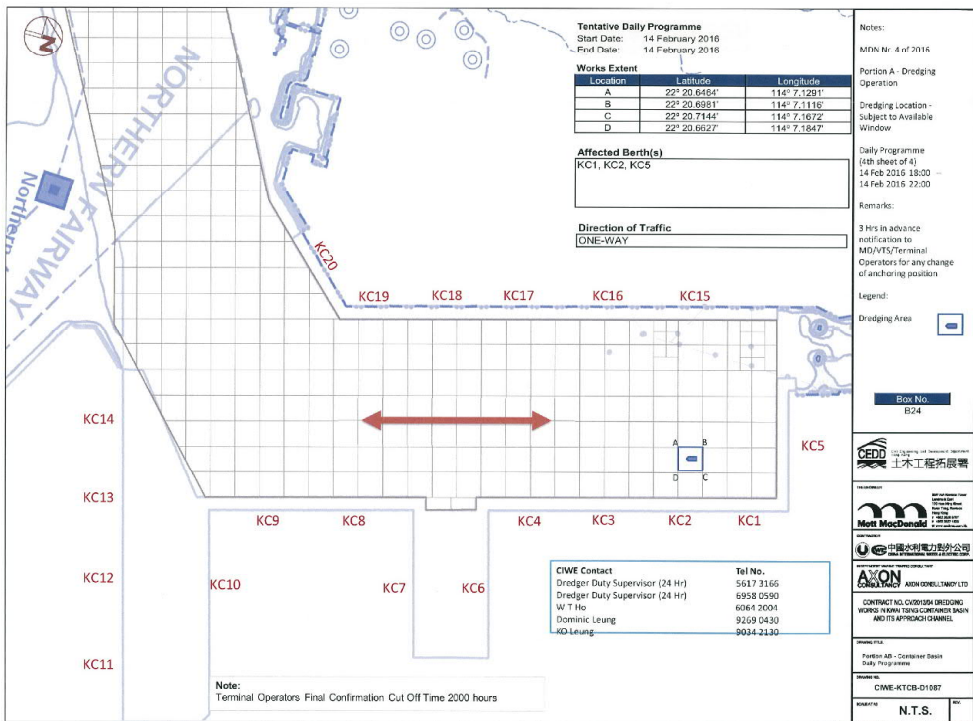 N
NORTHERN FAIRWAY
Northern
Tentative Daily Programme
Start Date: 14 February 2016
End Date: 14 February 2016
Works Extent
Location Latitude Longitude
A 22° 20.6464' 114° 7.1291'
B 22° 20.6981' 114° 7.1116'
C 22° 20.7144' 114° 7.1672'
D 22° 20.6627' 114° 7.1847'
Affected Berth(s)
KC1, KC2, KC5
Direction of Traffic
ONE-WAY
KC20
KC19 KC18 KC17 KC16 KC15
KC14
KC13
KC12
KC11
KC10
KC9 KC8 KC4 KC3 KC2 KC1
KC7 KC6
KC5
A B
D C
CIWE Contact Tel No.
Dredger Duty Supervisor (24 Hr) 5617 3166
Dredger Duty Supervisor (24 Hr) 6958 0590
W T Ho 6064 2004
Dominic Leung 9269 0430
KO Leung 9034 2130
Note:
Terminal Operators Final Confirmation Cut Off Time 2000 hours
Notes:
MDN Nr. 4 of 2016
Portion A - Dredging
Operation
Dredging Location -
Subject to Available
Window
Daily Programme
(4th sheet of 4)
14 Feb 2016 18:00 –
14 Feb 2016 22:00
Remarks:
3 Hrs in advance
notification to
MD/VTS/Terminal
Operators for any change
of anchoring position
Legend:
Dredging Area
Box No.
B24
CEDD
土木工程拓展署
Mott MacDonald
中國水利電力對外公司
AXON
CONSULTANCY AXON CONSULTANCY LTD
CONTRACT NO. CV/2013/04 DREDGING
WORKS IN KWAI TSING CONTAINER BASIN
AND ITS APPROACH CHANNEL
DRAWING TITLE
Portion AB - Container Basin
Daily Programme
DRAWING NO.
CIWE-KTCB-D1087
N.T.S.
REV.